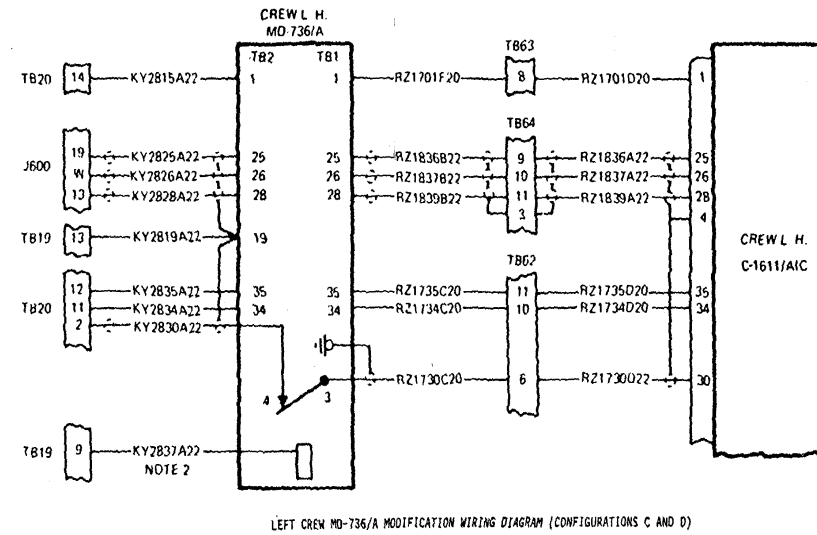 CREW L H.
MD-736/A
TB2 TB1
TB63
TB20 14 KY2815A22 1 1 RZ1701F20 8 RZ1701D20 1
TB64
J600
19 KY2825A22 25 25 RZ1836B22 9 RZ1836A22 25
W KY2826A22 26 26 RZ1837B22 10 RZ1837A22 26
13 KY2828A22 28 28 RZ1839B22 11 RZ1839A22 28
3 4
TB19 13 KY2819A22 19
CREW L H.
C-1611/AIC
TB62
12 KY2835A22 35 35 RZ1735C20 11 RZ1735D20 35
TB20 11 KY2834A22 34 34 RZ1734C20 10 RZ1734D20 34
2 KY2830A22
4 3 RZ1730C20 6 RZ1730D22 30
TB19 9 KY2837A22
NOTE 2
LEFT CREW MD-736/A MODIFICATION WIRING DIAGRAM (CONFIGURATIONS C AND D)